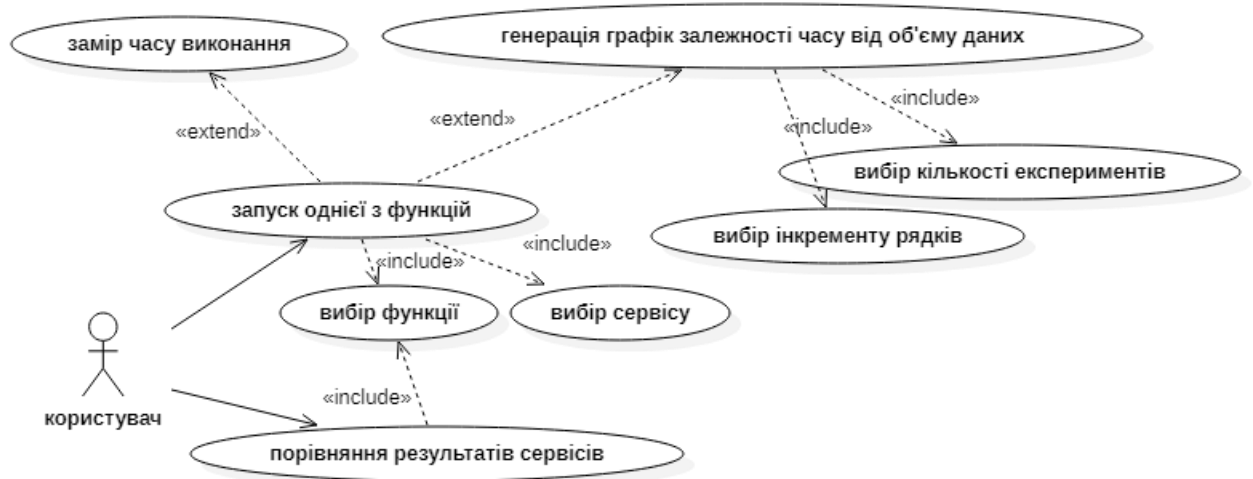 замір часу виконання
генерація графік залежності часу від об'єму даних
«extend»
«extend»
«include»
«include»
вибір кількості експериментів
запуск однієї з функцій
вибір інкременту рядків
«include»
«include»
вибір функції
вибір сервісу
користувач
«include»
порівняння результатів сервісів